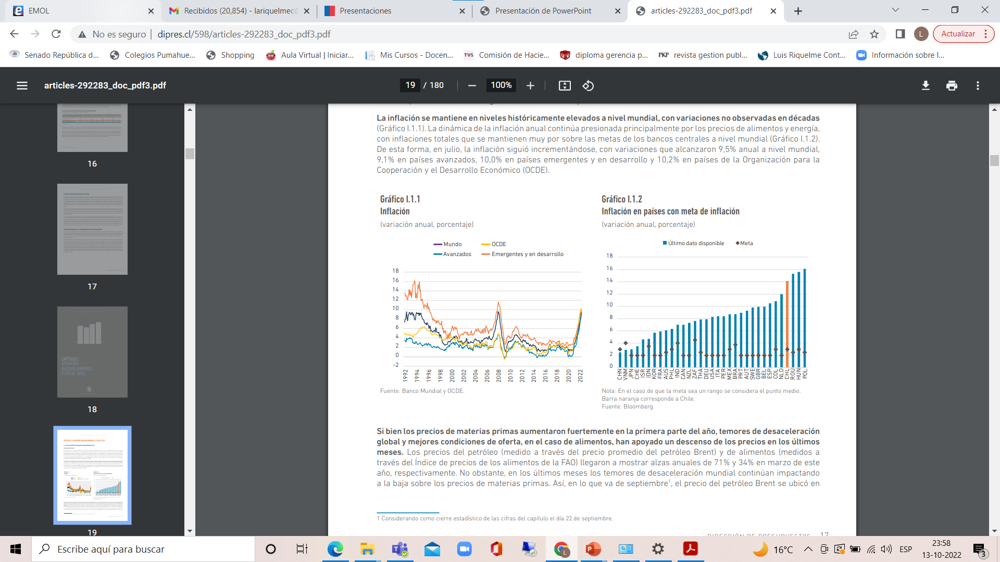 EMOL
Recibidos (20,854) - lariquelmec
Presentaciones
Presentación de PowerPoint
articles-292283_doc_pdf3.pdf
No es seguro
dipres.cl/598/articles-292283_doc_pdf3.pdf
L
Actualizar
Senado República d...
Colegios Pumahue...
Shopping
Aula Virtual | Iniciar...
Mis Cursos - Docen...
TVS
Comisión de Hacie...
diploma gerencia p...
PKP
revista gestion publ...
Luis Riquelme Cont...
Información sobre l...
articles-292283_doc_pdf3.pdf
19 / 180
100%
16
17
CAPÍTULO I.
SITUACIÓN
MACROECONÓMICA
Y FISCAL 2022
18
19
La inflación se mantiene en niveles históricamente elevados a nivel mundial, con variaciones no observadas en décadas
(Gráfico I.1.1). La dinámica de la inflación anual continúa presionada principalmente por los precios de alimentos y energía,
con inflaciones totales que se mantienen muy por sobre las metas de los bancos centrales a nivel mundial (Gráfico I.1.2).
De esta forma, en julio, la inflación siguió incrementándose, con variaciones que alcanzaron 9,5% anual a nivel mundial,
9,1% en países avanzados, 10,0% en países emergentes y en desarrollo y 10,2% en países de la Organización para la
Cooperación y el Desarrollo Económico (OCDE).
Gráfico I.1.1
Inflación
(variación anual, porcentaje)
Mundo
OCDE
Avanzados
Emergentes y en desarrollo
18
16
14
12
10
8
6
4
2
0
-2
1992
1994
1996
1998
2000
2002
2004
2006
2008
2010
2012
2014
2016
2018
2020
2022
Fuente: Banco Mundial y OCDE.
Gráfico I.1.2
Inflación en países con meta de inflación
(variación anual, porcentaje)
Último dato disponible
Meta
18
16
14
12
10
8
6
4
2
0
CHN
VNM
JPN
CHE
ISR
IDN
KOR
FRA
AUS
PHL
IND
CAN
NZL
ZAF
THA
DEU
USA
ITA
PER
MEX
BRA
PRT
AUT
SWE
GBR
BEL
ESP
COL
NLD
CHL
ROU
HUN
POL
Nota: En el caso de que la meta sea un rango se considera el punto medio.
Barra naranja corresponde a Chile.
Fuente: Bloomberg.
Si bien los precios de materias primas aumentaron fuertemente en la primera parte del año, temores de desaceleración
global y mejores condiciones de oferta, en el caso de alimentos, han apoyado un descenso de los precios en los últimos
meses. Los precios del petróleo (medido a través del precio promedio del petróleo Brent) y de alimentos (medidos a
través del Índice de precios de los alimentos de la FAO) llegaron a mostrar alzas anuales de 71% y 34% en marzo de este
año, respectivamente. No obstante, en los últimos meses los temores de desaceleración mundial continúan impactando
a la baja sobre los precios de materias primas. Así, en lo que va de septiembre1, el precio del petróleo Brent se ubicó en
1 Considerando como cierre estadístico de las cifras del capítulo el día 22 de septiembre.
DIRECCIÓN DE PRESUPUESTOS 17
Escribe aquí para buscar
16°C
ESP
23:58
13-10-2022
3